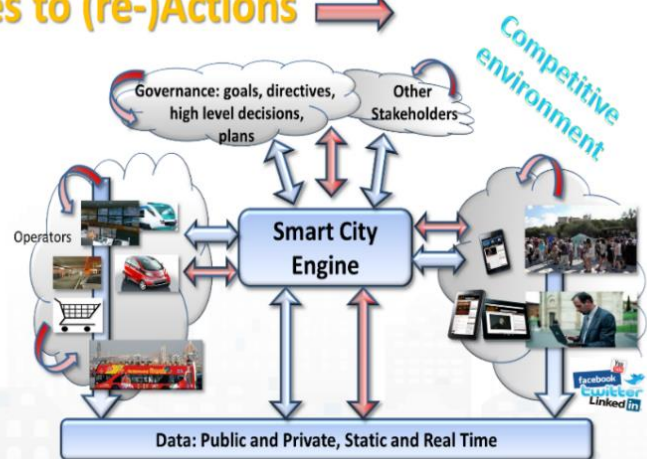 es to (re-)Actions
Competitive
environment
Governance: goals, directives,
high level decisions,
plans
Other
Stakeholders
Operators
Smart City
Engine
You
facebook
twitter
Linked in
Data: Public and Private, Static and Real Time